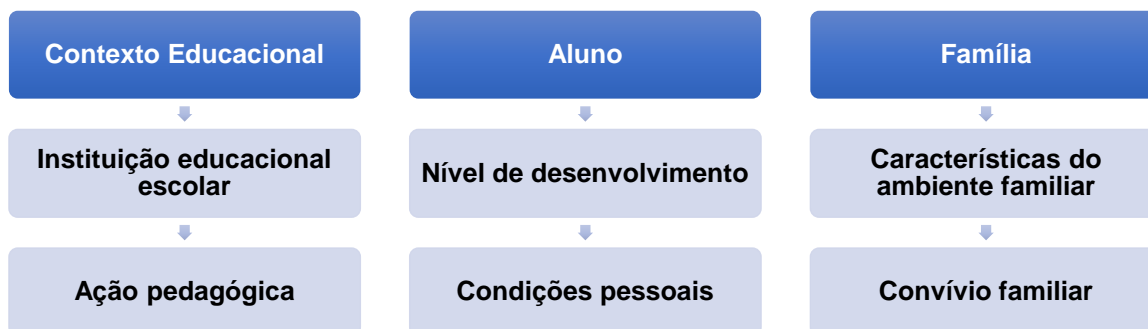 Contexto Educacional
Aluno
Família
Instituição educacional
escolar
Nível de desenvolvimento
Características do
ambiente familiar
Ação pedagógica
Condições pessoais
Convívio familiar